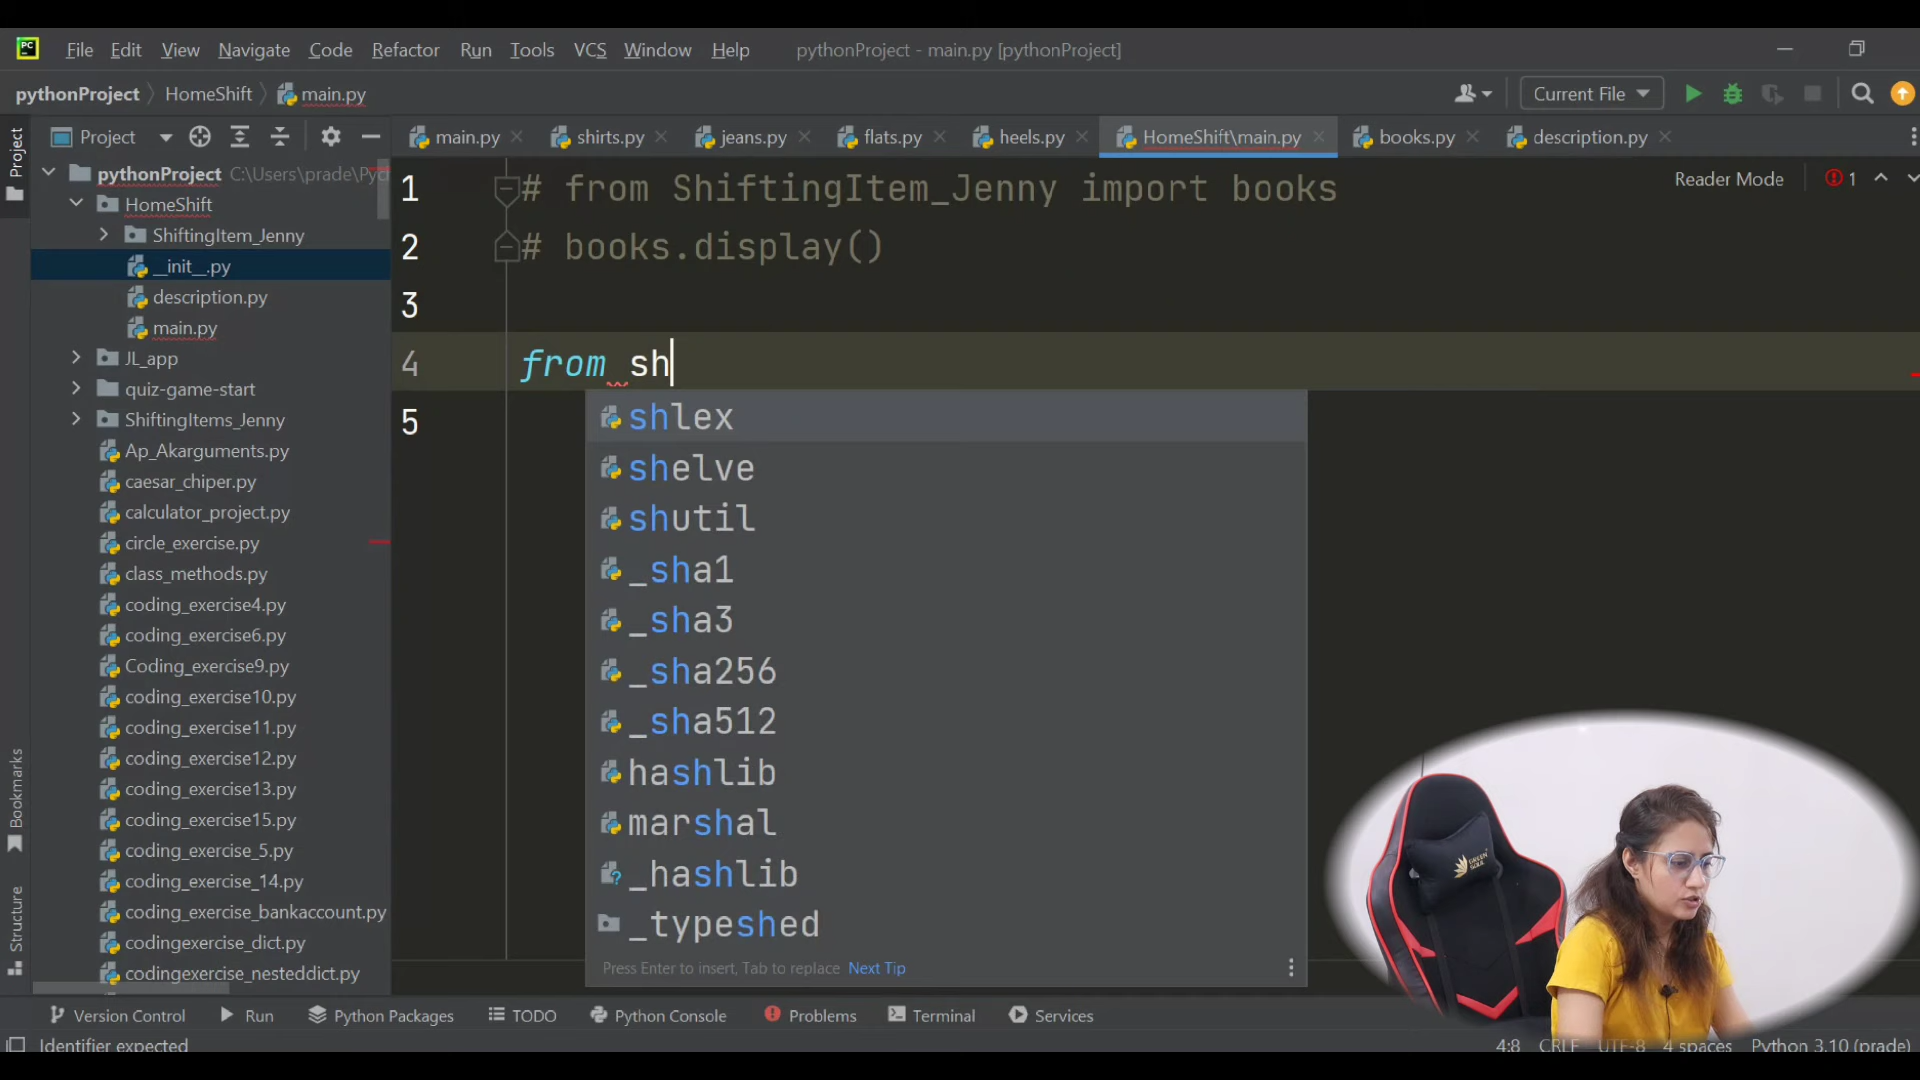 PC File Edit View Navigate Code Refactor Run Tools VCS Window Help pythonProject - main.py [pythonProject]
pythonProject HomeShift main.py Current File
Project main.py shirts.py jeans.py flats.py heels.py HomeShift\main.py books.py description.py
Project
pythonProject C:\Users\prade\Pyc
HomeShift
ShiftingItem_Jenny
__init__.py
description.py
main.py
JL_app
quiz-game-start
ShiftingItems_Jenny
Ap_Akarguments.py
caesar_chiper.py
calculator_project.py
circle_exercise.py
class_methods.py
coding_exercise4.py
coding_exercise6.py
Coding_exercise9.py
coding_exercise10.py
coding_exercise11.py
coding_exercise12.py
coding_exercise13.py
coding_exercise15.py
coding_exercise_5.py
coding_exercise_14.py
coding_exercise_bankaccount.py
codingexercise_dict.py
codingexercise_nesteddict.py
Bookmarks
Structure
Reader Mode 1
1 # from ShiftingItem_Jenny import books
2 # books.display()
3
4 from sh
5
shlex
shelve
shutil
_sha1
_sha3
_sha256
_sha512
hashlib
marshal
_hashlib
_typeshed
Press Enter to insert, Tab to replace Next Tip
GREEN SOUL
Version Control Run Python Packages TODO Python Console Problems Terminal Services
Identifier expected 4:8 CRLF UTF-8 4 spaces Python 3.10 (prade)